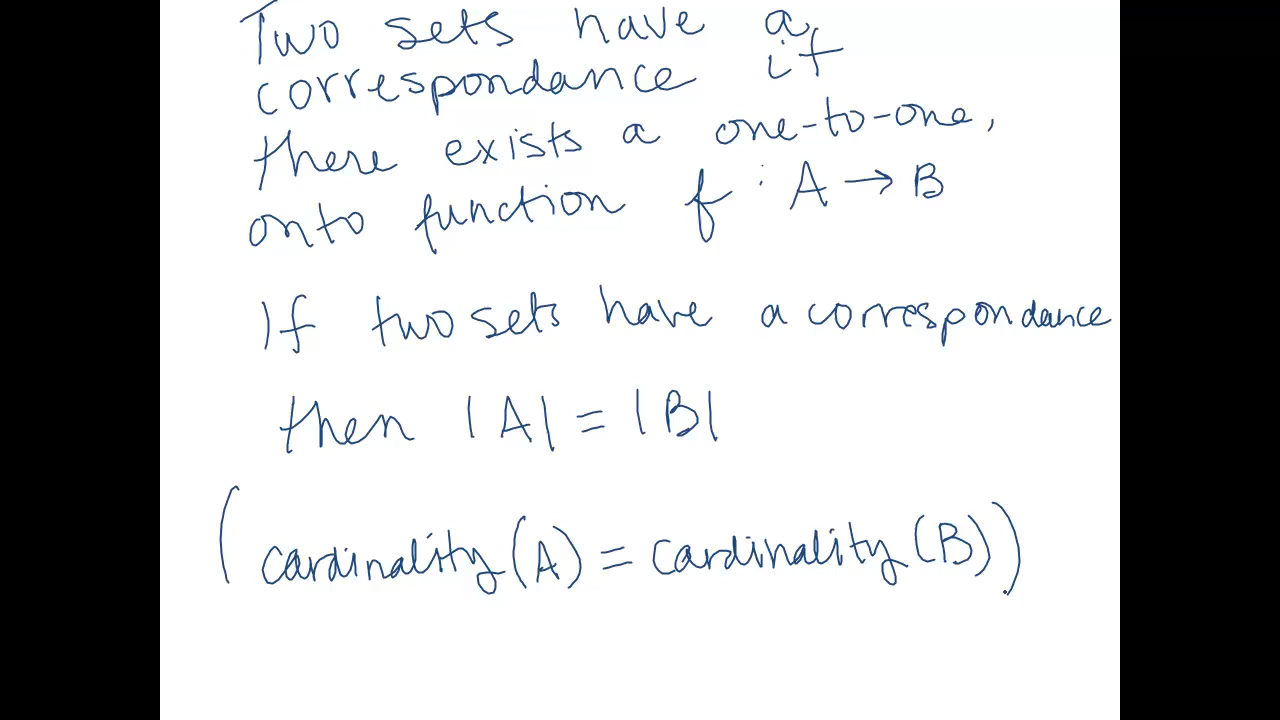 Two sets have a
correspondance if
there exists a one-to-one,
onto function f : A → B
If two sets have a correspondance
then |A| = |B|
(cardinality(A) = cardinality(B))